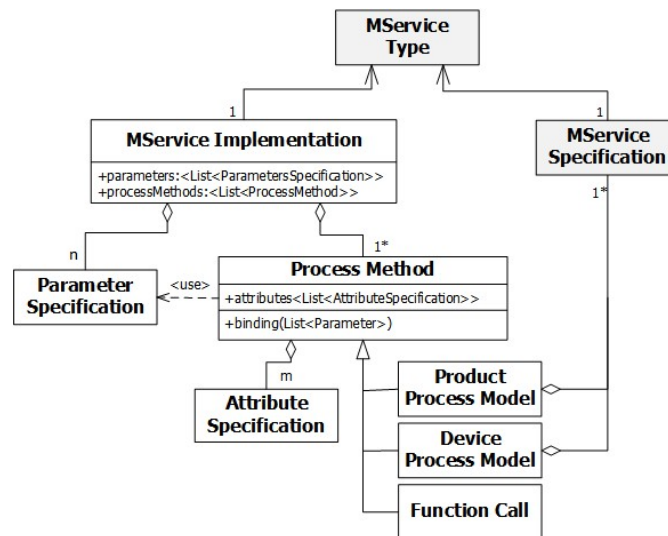 MService
Type
1
1
MService Implementation
+parameters:<List<ParametersSpecification>>
+processMethods:<List<ProcessMethod>>
MService
Specification
1*
n
1*
Parameter
Specification
<use>
Process Method
+attributes<List<AttributeSpecification>>
+binding(List<Parameter>)
m
Attribute
Specification
Product
Process Model
Device
Process Model
Function Call